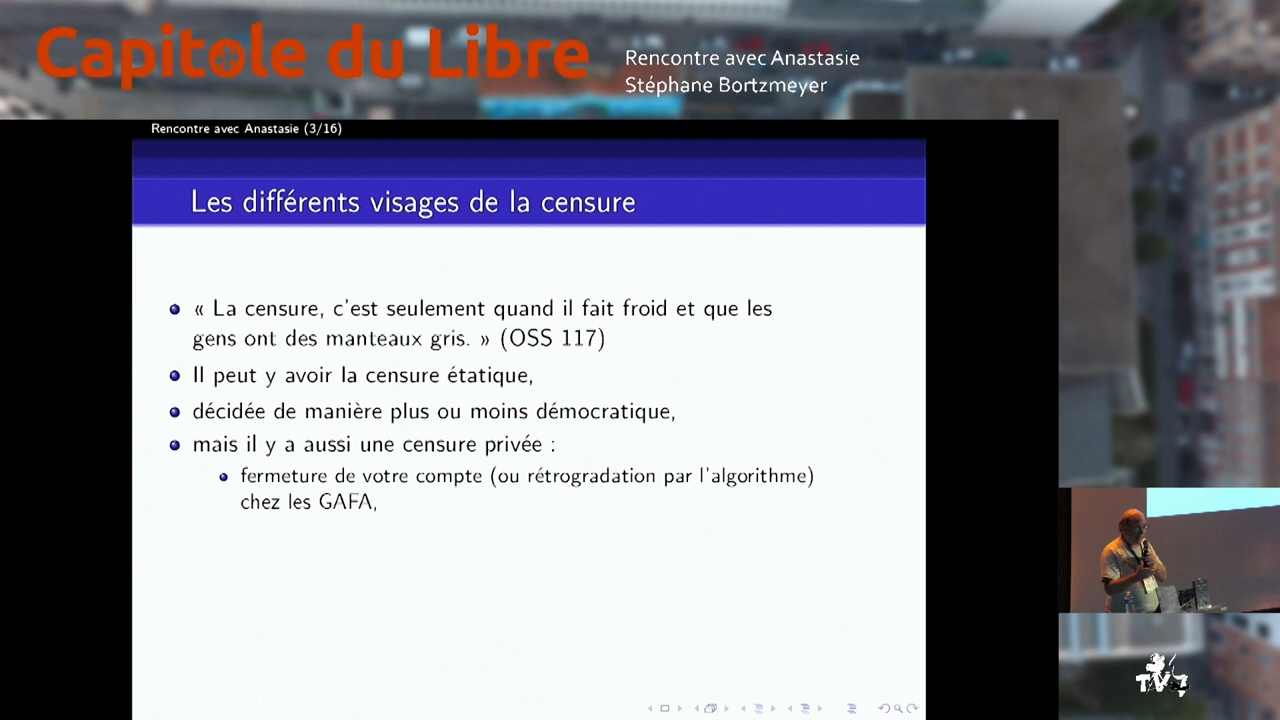 Capitole du Libre
Rencontre avec Anastasie
Stéphane Bortzmeyer
Rencontre avec Anastasie (3/16)
Les différents visages de la censure
« La censure, c'est seulement quand il fait froid et que les
gens ont des manteaux gris. » (OSS 117)
Il peut y avoir la censure étatique,
décidée de manière plus ou moins démocratique,
mais il y a aussi une censure privée :
fermeture de votre compte (ou rétrogradation par l'algorithme)
chez les GAFA,
TV7